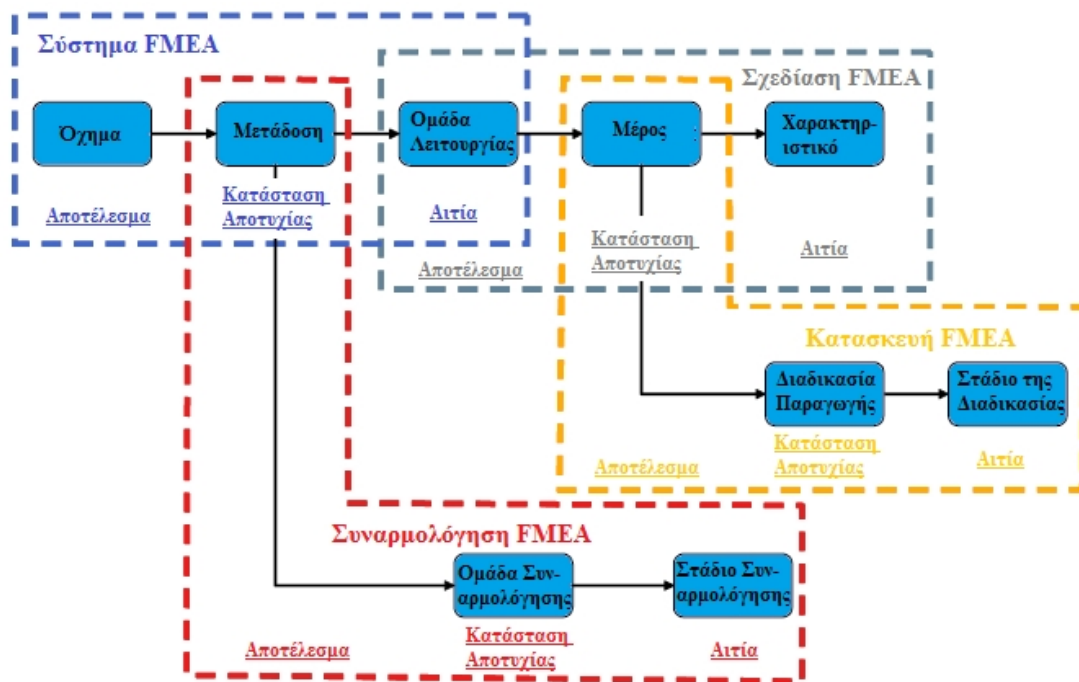 Σύστημα FMEA
Σχεδίαση FMEA
Όχημα
Μετάδοση
Ομάδα
Λειτουργίας
Μέρος
Χαρακτηρ-
ιστικό
Αποτέλεσμα
Κατάσταση
Αποτυχίας
Αιτία
Αποτέλεσμα
Κατάσταση
Αποτυχίας
Αιτία
Κατασκευή FMEA
Διαδικασία
Παραγωγής
Στάδιο της
Διαδικασίας
Αποτέλεσμα
Κατάσταση
Αποτυχίας
Αιτία
Συναρμολόγηση FMEA
Ομάδα Συν-
αρμολόγησης
Στάδιο Συν-
αρμολόγησης
Αποτέλεσμα
Κατάσταση
Αποτυχίας
Αιτία